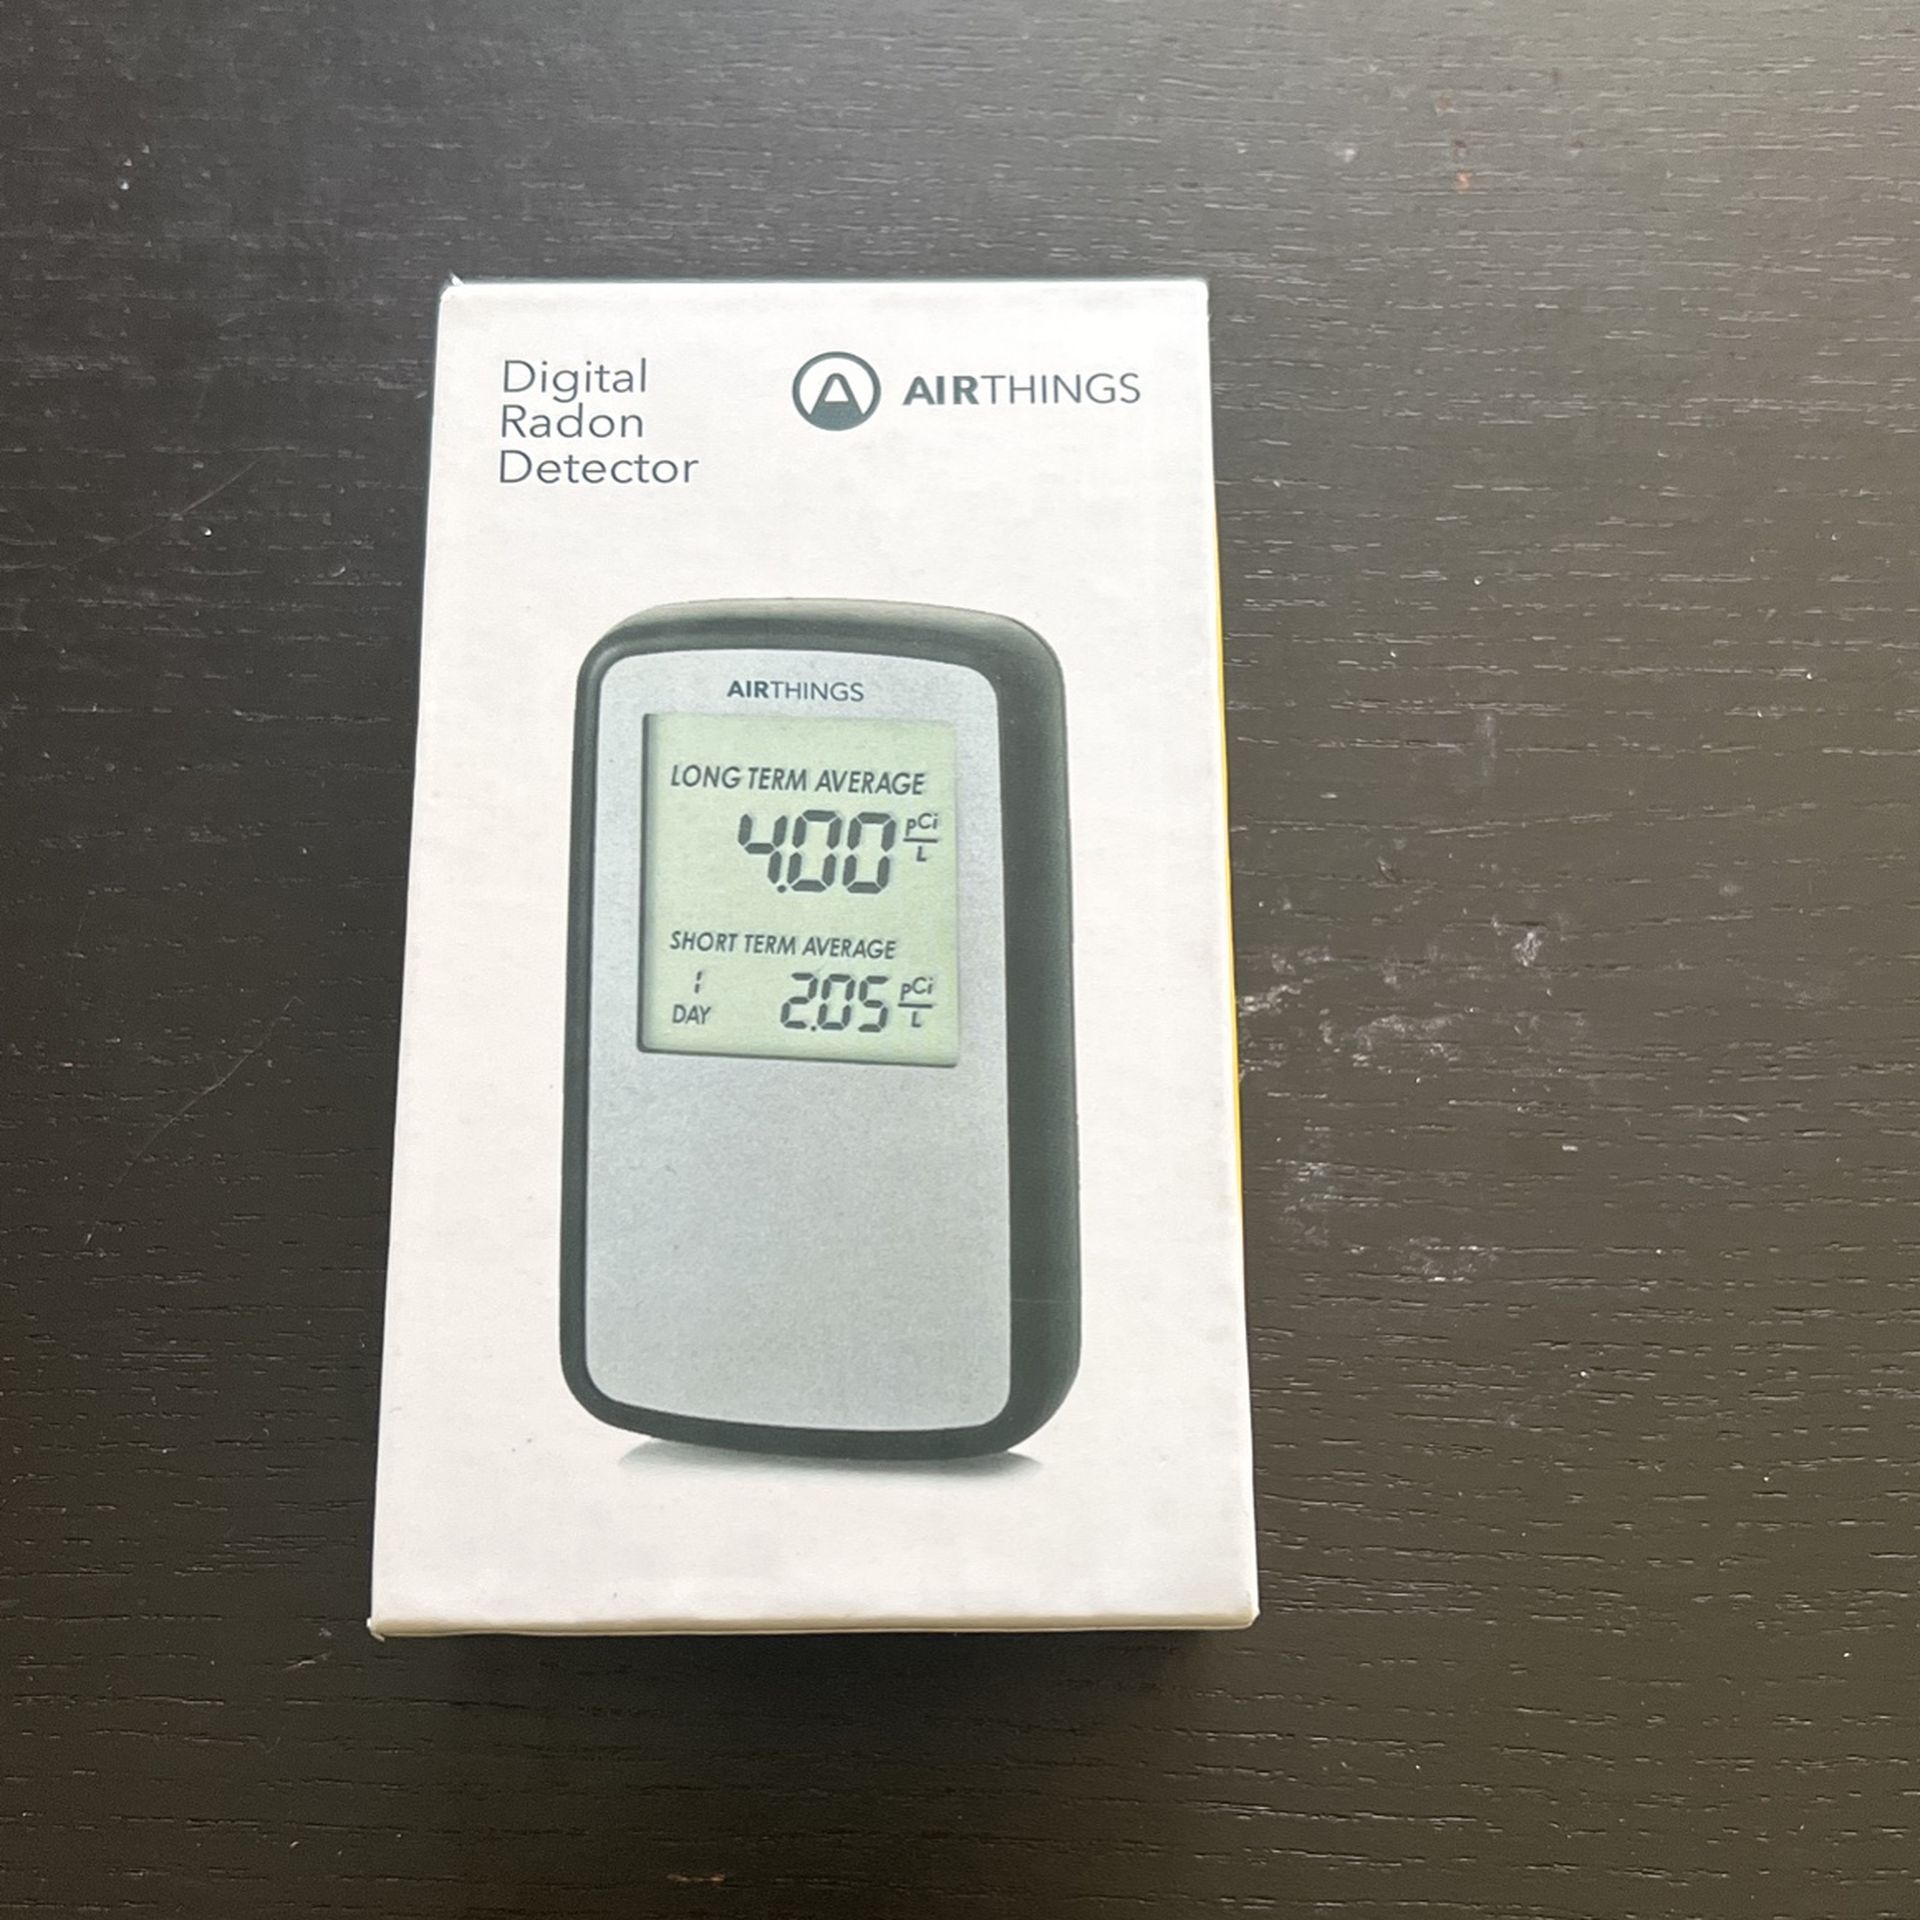 Digital
Radon
Detector
AIRTHINGS
AIRTHINGS
LONG TERM AVERAGE
4.00 pCi/L
SHORT TERM AVERAGE
1
DAY
2.05 pCi/L